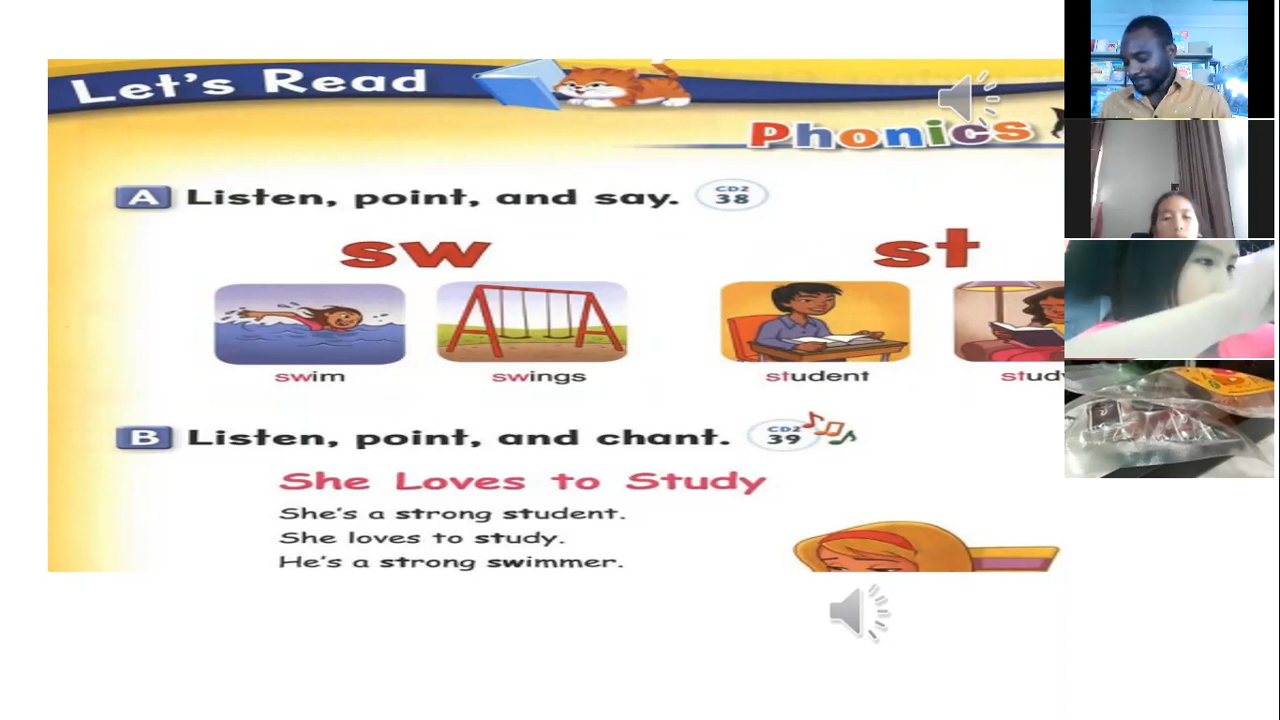 Let's Read
Phonics
A Listen, point, and say. CD2 38
sw st
swim swings student study
B Listen, point, and chant. CD2 39
She Loves to Study
She's a strong student.
She loves to study.
He's a strong swimmer.